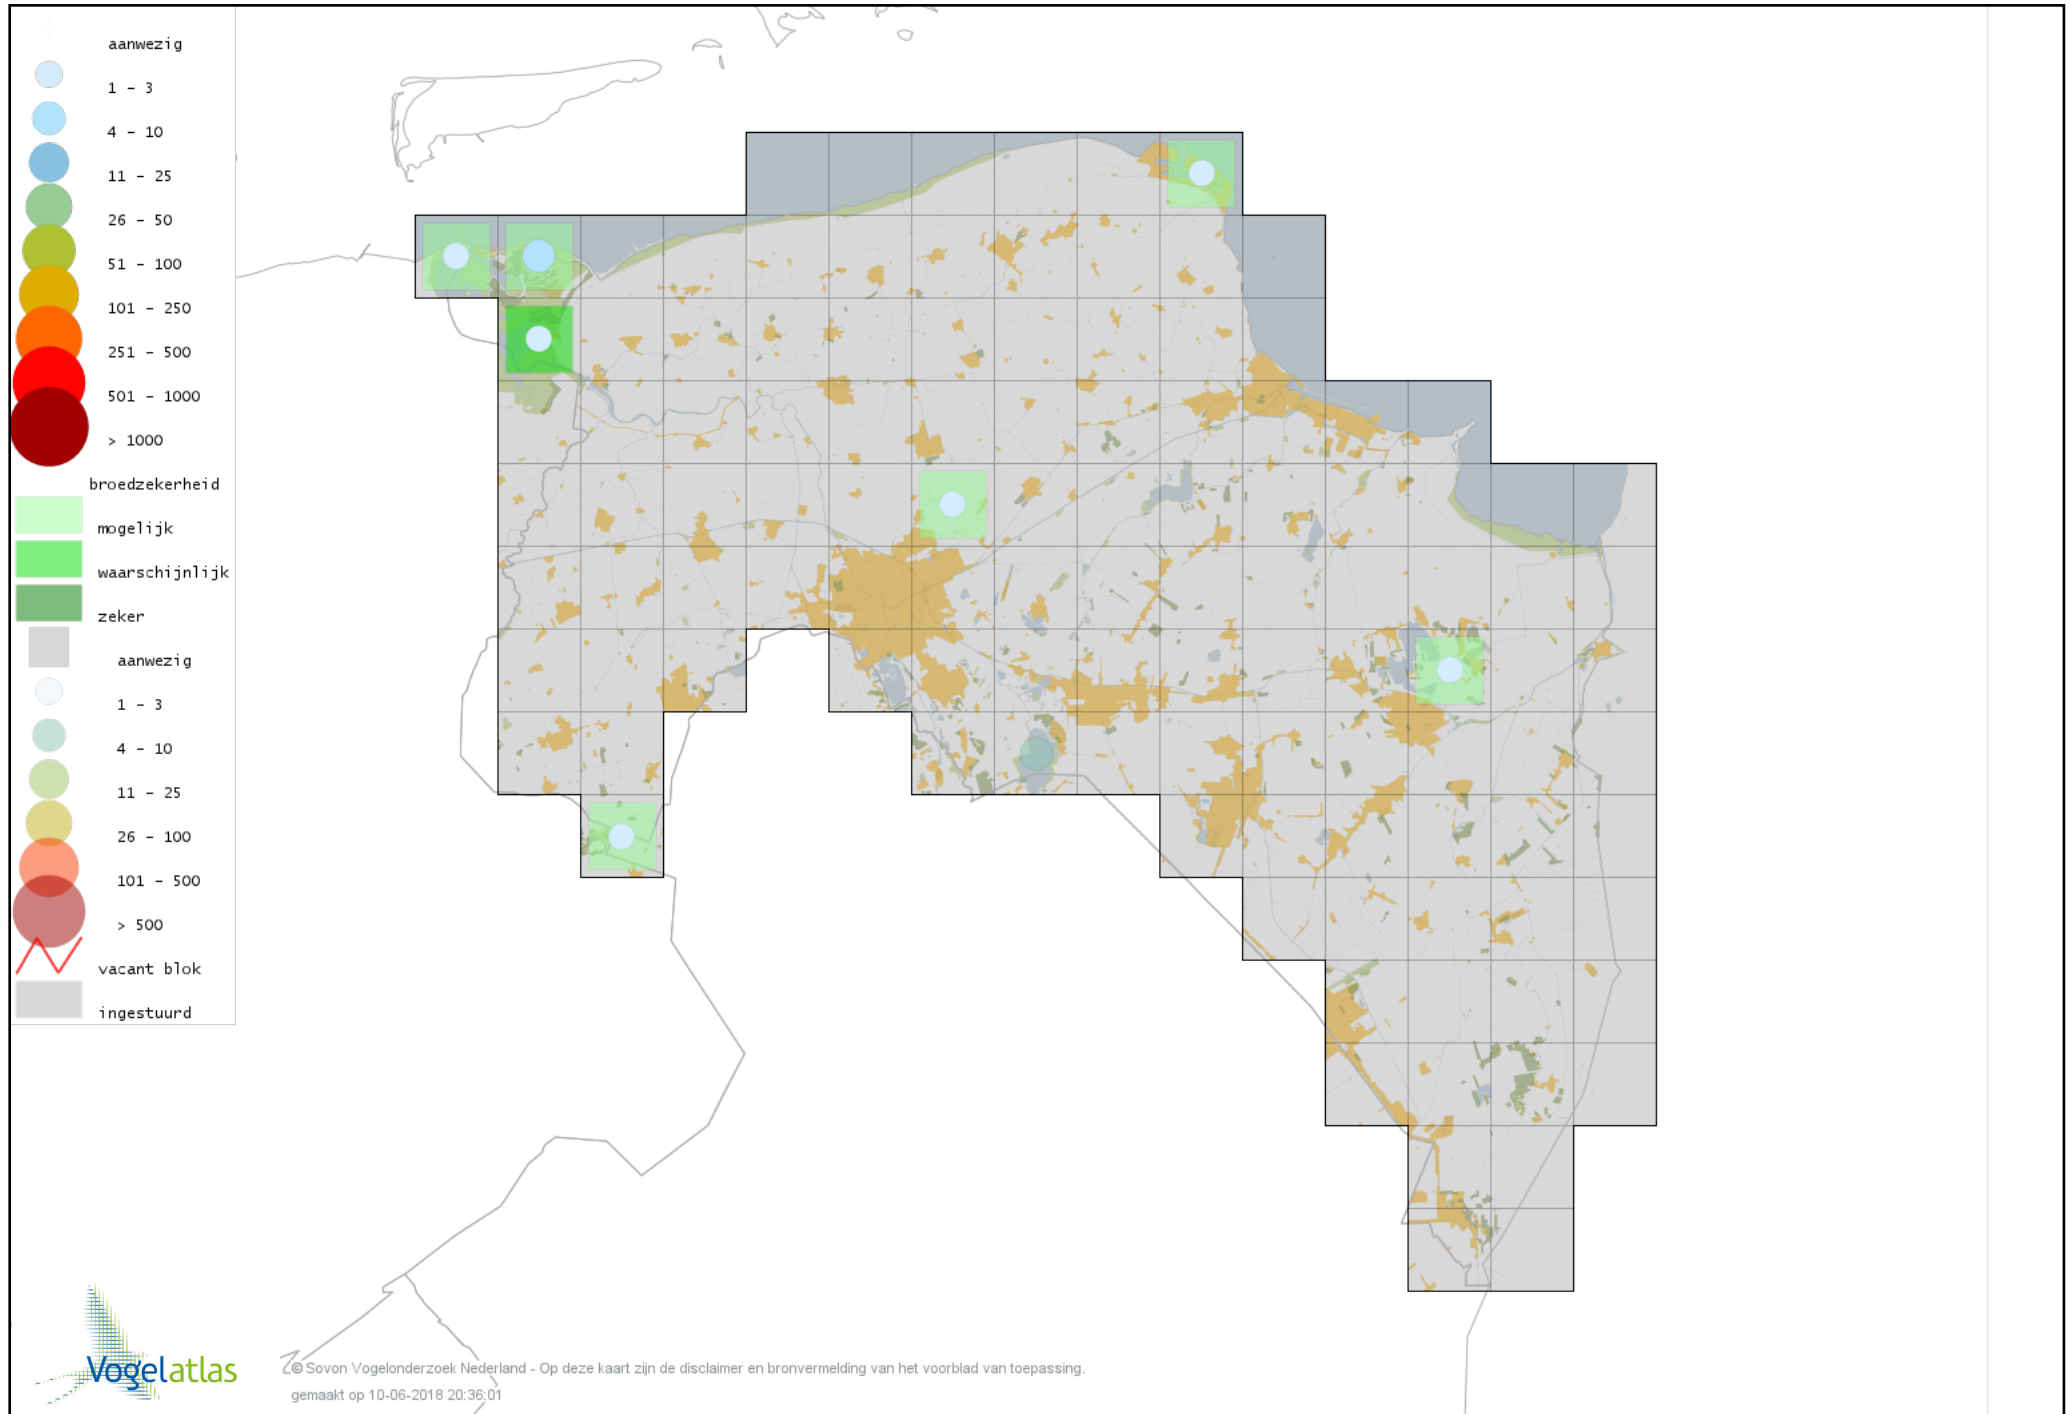 aanwezig
1 - 3
4 - 10
11 - 25
26 - 50
51 - 100
101 - 250
251 - 500
501 - 1000
> 1000
broedzekerheid
mogelijk
waarschijnlijk
zeker
aanwezig
1 - 3
4 - 10
11 - 25
26 - 100
101 - 500
> 500
vacant blok
ingestuurd
Vogelatlas
© Sovon Vogelonderzoek Nederland - Op deze kaart zijn de disclaimer en bronvermelding van het voorblad van toepassing.
gemaakt op 10-06-2018 20:36:01